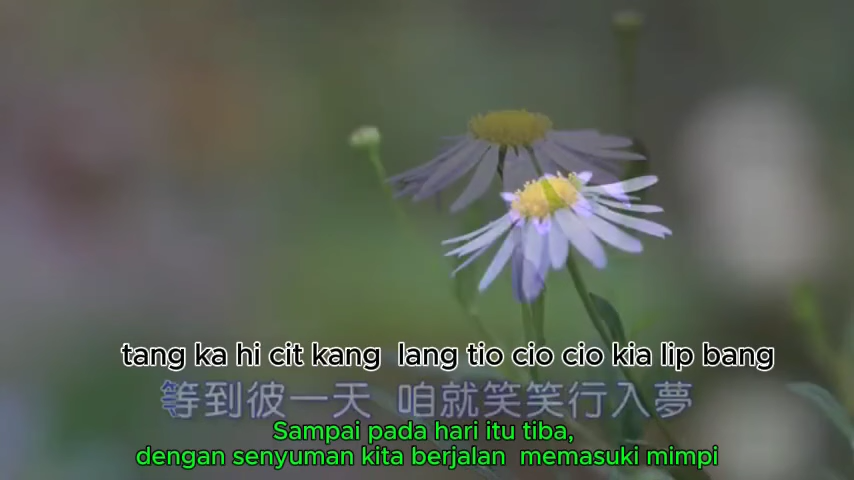 tang ka hi cit kang lang tio cio cio kia lip bang
等到彼一天 咱就笑笑行入夢
Sampai pada hari itu tiba,
dengan senyuman kita berjalan memasuki mimpi